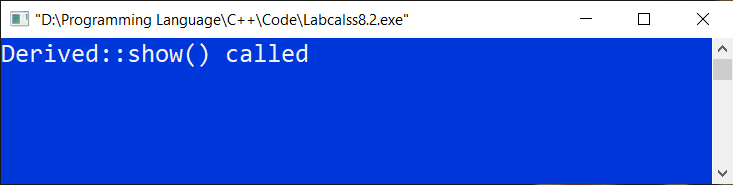 "D:\Programming Language\C++\Code\Labcalss8.2.exe"
Derived::show() called